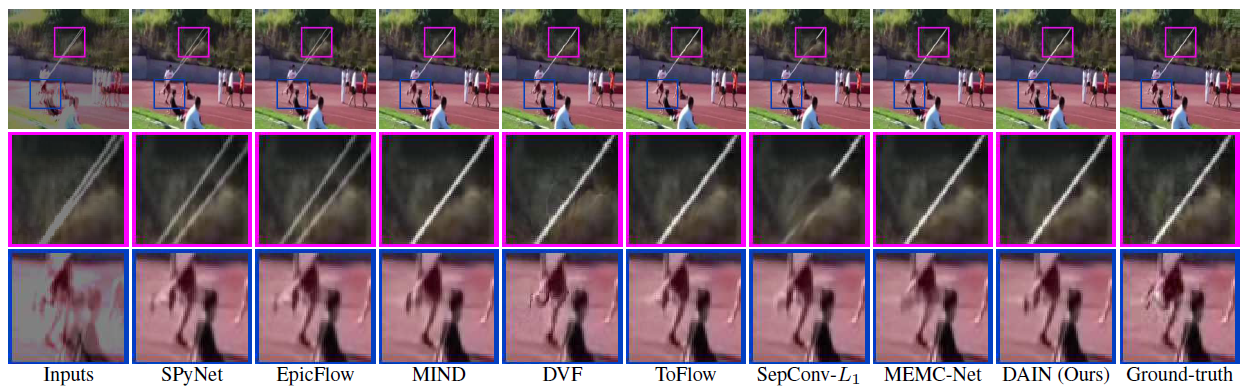 Inputs SPyNet EpicFlow MIND DVF ToFlow SepConv-L₁ MEMC-Net DAIN (Ours) Ground-truth